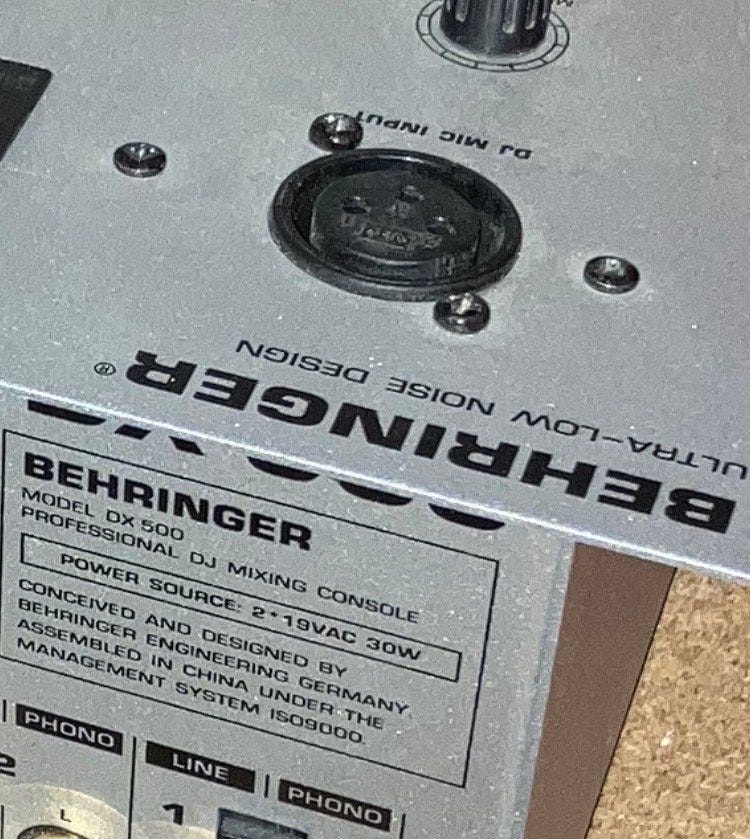 DJ MIC INPUT
ULTRA-LOW NOISE DESIGN
BEHRINGER®
BEHRINGER
MODEL DX 500
PROFESSIONAL DJ MIXING CONSOLE
POWER SOURCE: 2*19VAC 30W
CONCEIVED AND DESIGNED BY
BEHRINGER ENGINEERING GERMANY.
ASSEMBLED IN CHINA UNDER THE
MANAGEMENT SYSTEM ISO9000.
PHONO
LINE
PHONO
2
1
L